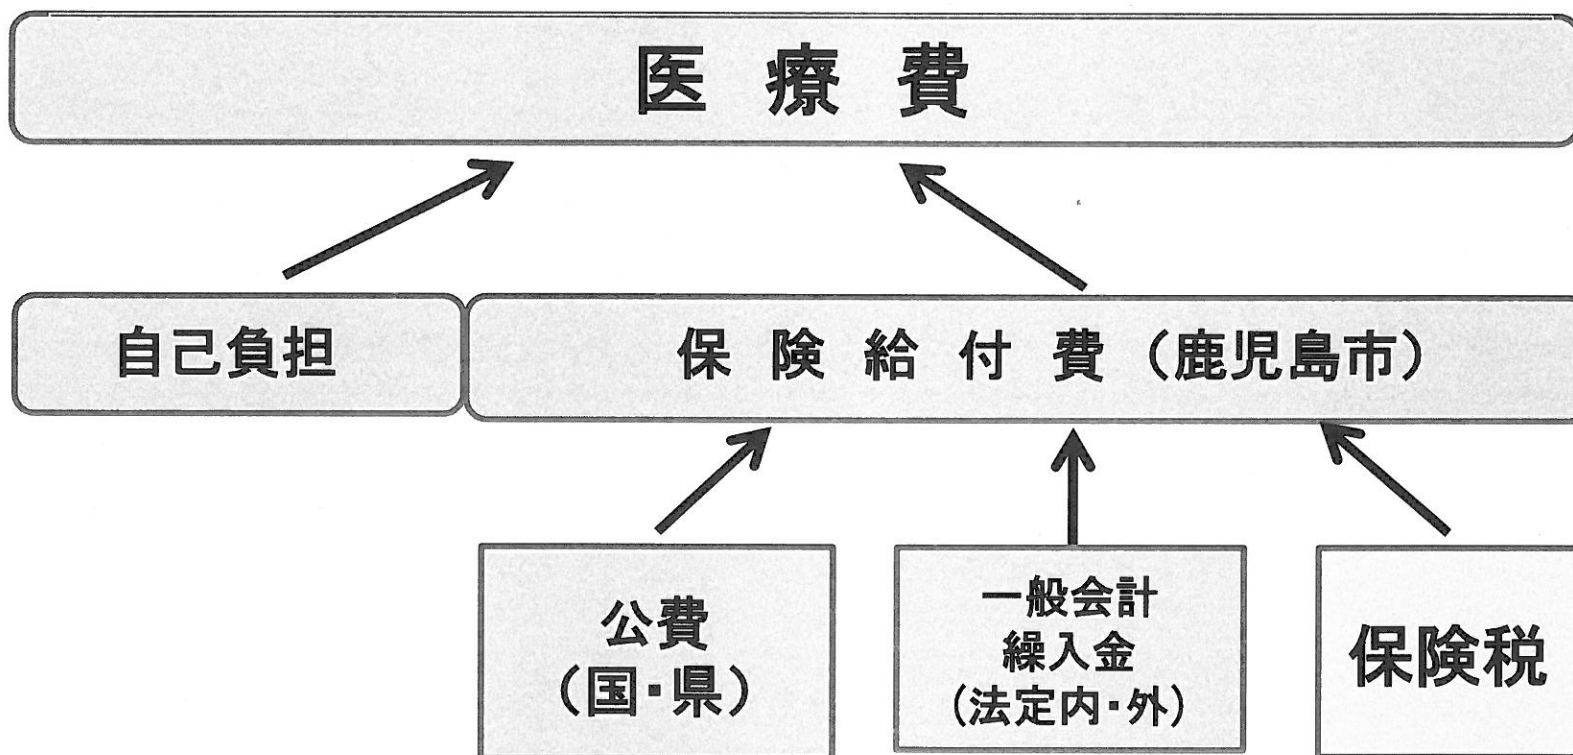 医 療 費
自己負担
保 険 給 付 費 (鹿児島市)
公費
(国・県)
一般会計
繰入金
(法定内・外)
保険税